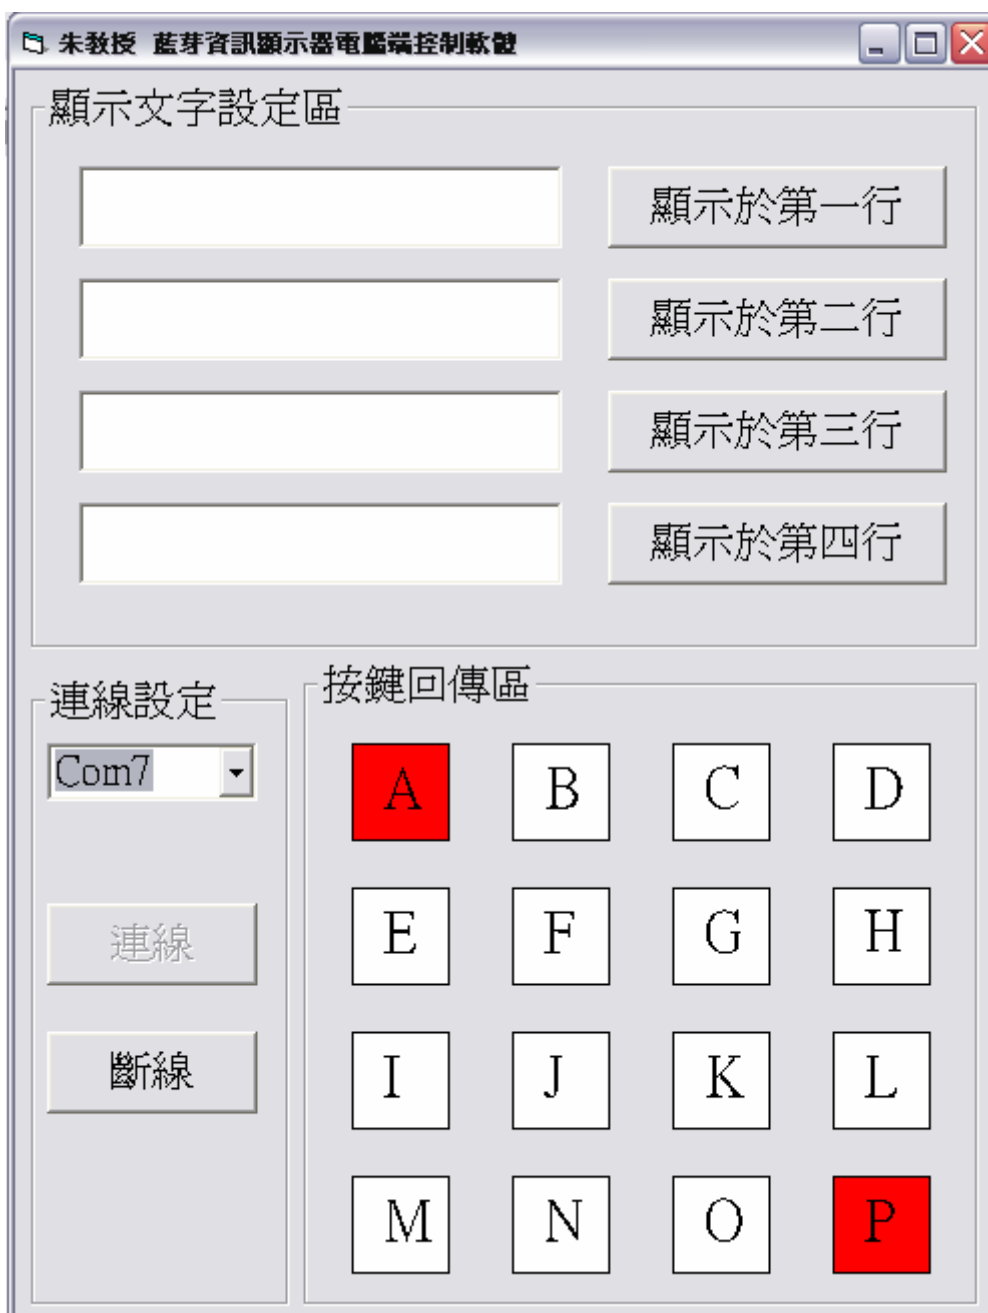 朱教授 藍芽資訊顯示器電腦端控制軟體
顯示文字設定區
顯示於第一行
顯示於第二行
顯示於第三行
顯示於第四行
連線設定
Com7
連線
斷線
按鍵回傳區
A B C D
E F G H
I J K L
M N O P